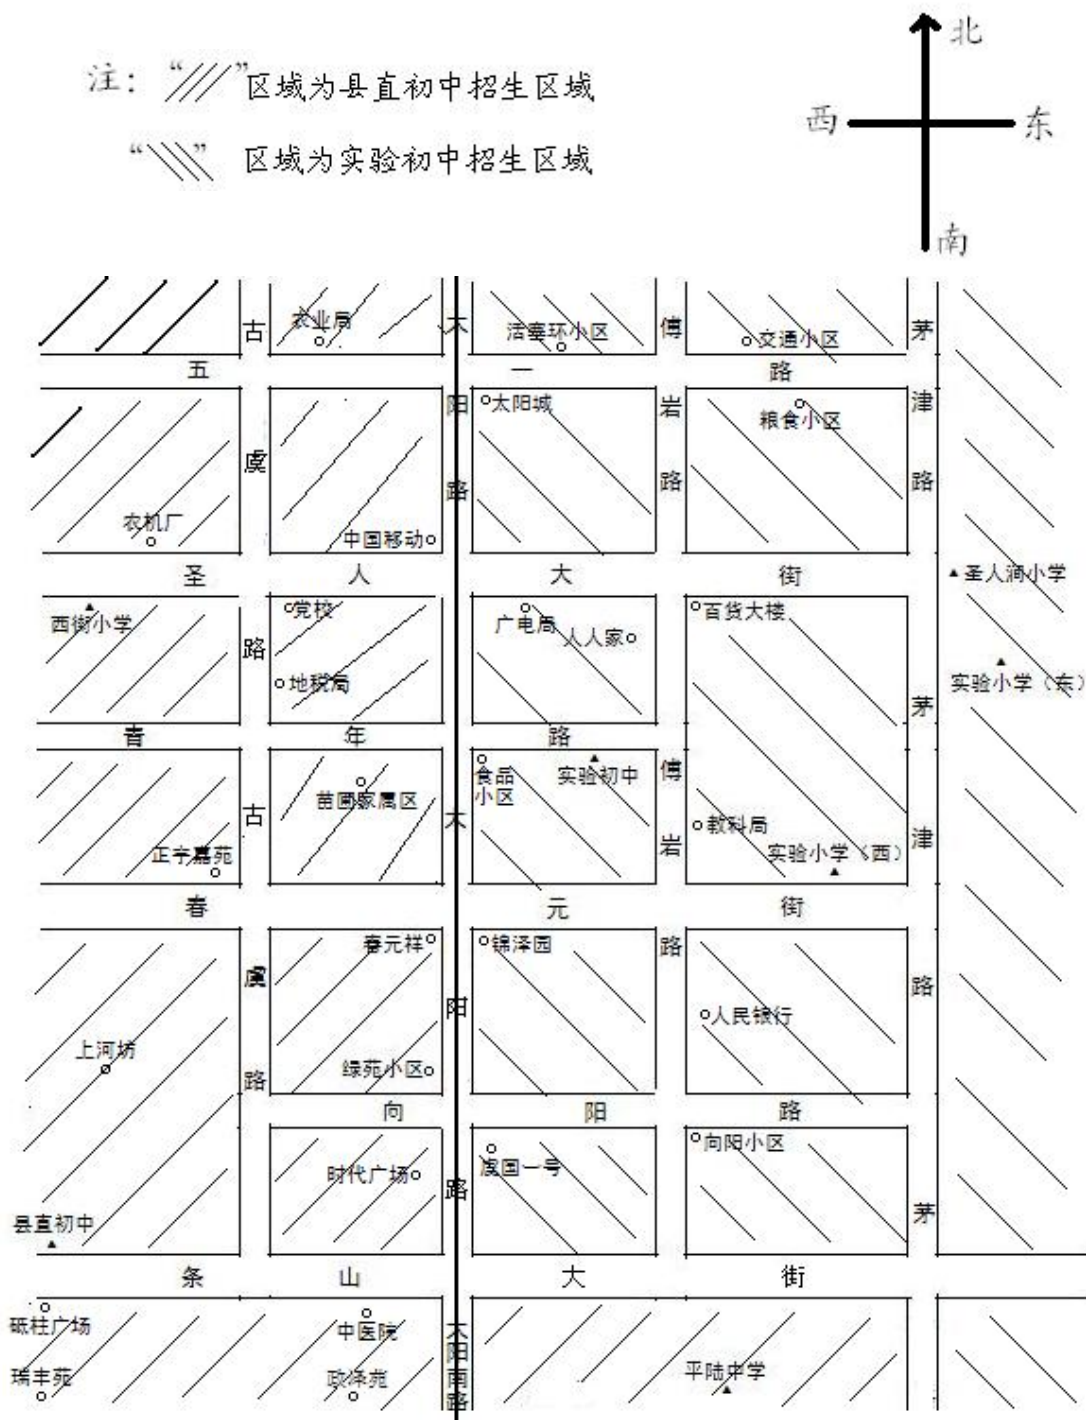 北
注：“///”区域为县直初中招生区域
西 东
“\\\”区域为实验初中招生区域
南
农业局
活塞环小区
交通小区
五一路
太阳城
粮食小区
农机厂
中国移动
圣人大街
圣人涧小学
西街小学
党校
广电局
人人家
百货大楼
地税局
实验小学（东）
青年路
苗圃家属区
食品小区
实验初中
正宇嘉苑
教科局
实验小学（西）
春元街
春元祥
锦泽园
人民银行
上河坊
绿苑小区
向阳路
时代广场
虞国一号
向阳小区
县直初中
条山大街
砥柱广场
中医院
瑞丰苑
政泽苑
平陆中学
古虞路
古虞路
大阳路
大阳路
太阳南路
傅岩路
傅岩路
茅津路
茅津路
茅